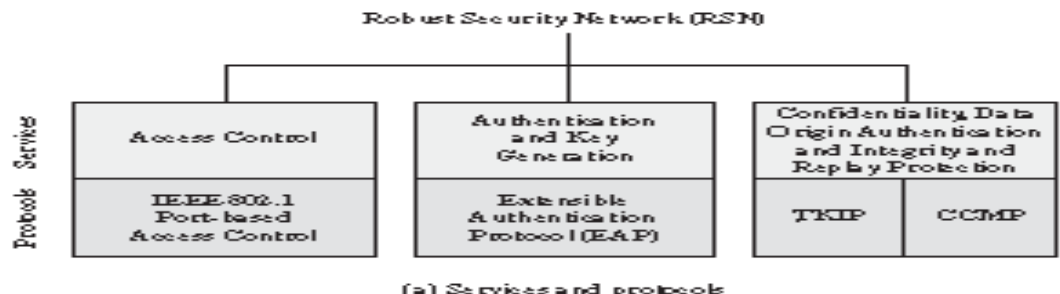 Robust Security Network (RSN)
Services
Access Control
Authentication
and Key
Generation
Confidentiality, Data
Origin Authentication
and Integrity and
Replay Protection
Protocols
IEEE 802.1
Port-based
Access Control
Extensible
Authentication
Protocol (EAP)
TKIP
CCMP
(a) Services and protocols